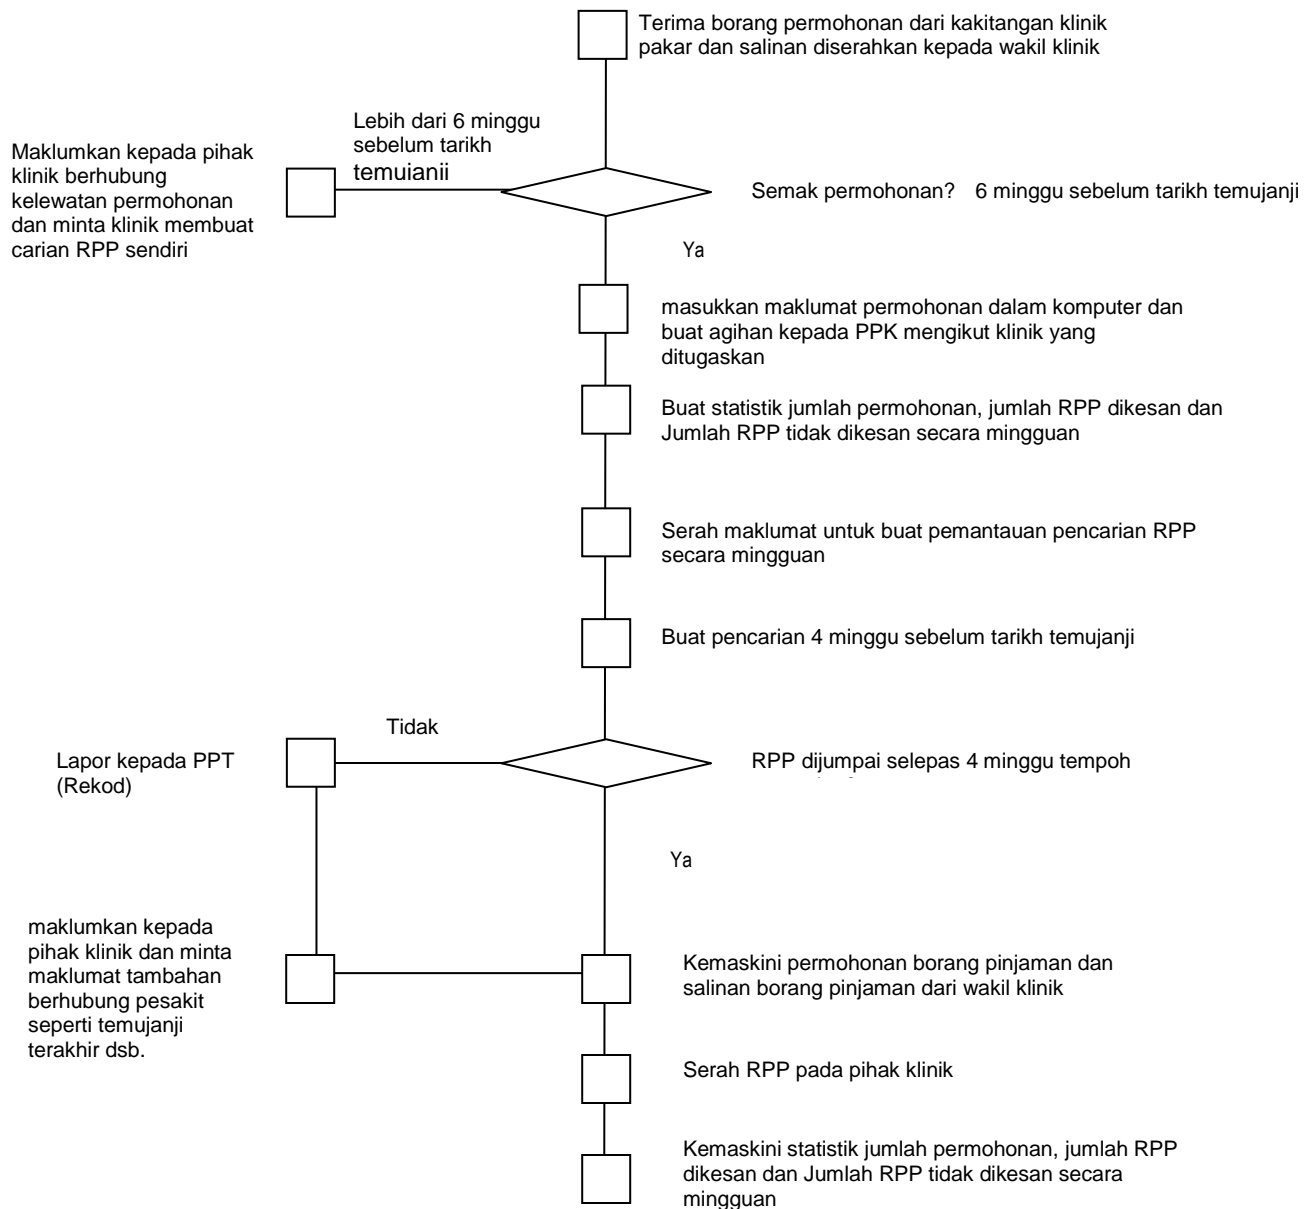 Terima borang permohonan dari kakitangan klinik
pakar dan salinan diserahkan kepada wakil klinik
Lebih dari 6 minggu
sebelum tarikh
temuianii
Maklumkan kepada pihak
klinik berhubung
kelewatan permohonan
dan minta klinik membuat
carian RPP sendiri
Semak permohonan? 6 minggu sebelum tarikh temujanji
Ya
masukkan maklumat permohonan dalam komputer dan
buat agihan kepada PPK mengikut klinik yang
ditugaskan
Buat statistik jumlah permohonan, jumlah RPP dikesan dan
Jumlah RPP tidak dikesan secara mingguan
Serah maklumat untuk buat pemantauan pencarian RPP
secara mingguan
Buat pencarian 4 minggu sebelum tarikh temujanji
Tidak
Lapor kepada PPT
(Rekod)
RPP dijumpai selepas 4 minggu tempoh
Ya
maklumkan kepada
pihak klinik dan minta
maklumat tambahan
berhubung pesakit
seperti temujanji
terakhir dsb.
Kemaskini permohonan borang pinjaman dan
salinan borang pinjaman dari wakil klinik
Serah RPP pada pihak klinik
Kemaskini statistik jumlah permohonan, jumlah RPP
dikesan dan Jumlah RPP tidak dikesan secara
mingguan